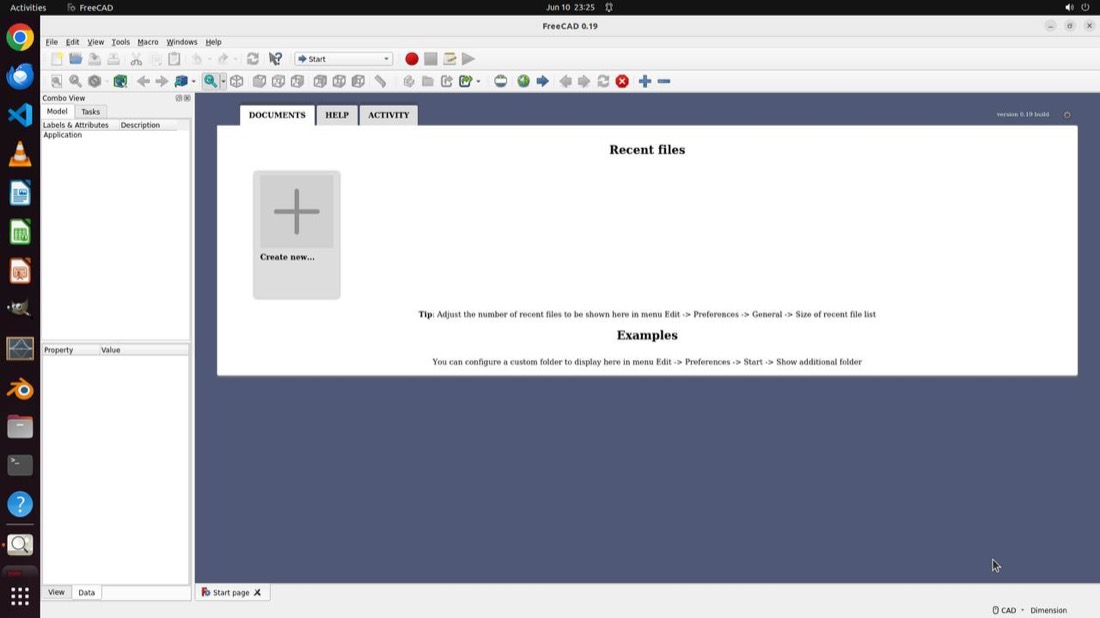 Activities
FreeCAD
Jun 10 23:25
FreeCAD 0.19
File Edit View Tools Macro Windows Help
Start
Combo View
Model Tasks
Labels & Attributes Description
Application
DOCUMENTS HELP ACTIVITY
version 0.19 build
Recent files
Create new...
Tip: Adjust the number of recent files to be shown here in menu Edit -> Preferences -> General -> Size of recent file list
Examples
You can configure a custom folder to display here in menu Edit -> Preferences -> Start -> Show additional folder
Property Value
View Data
Start page
CAD Dimension